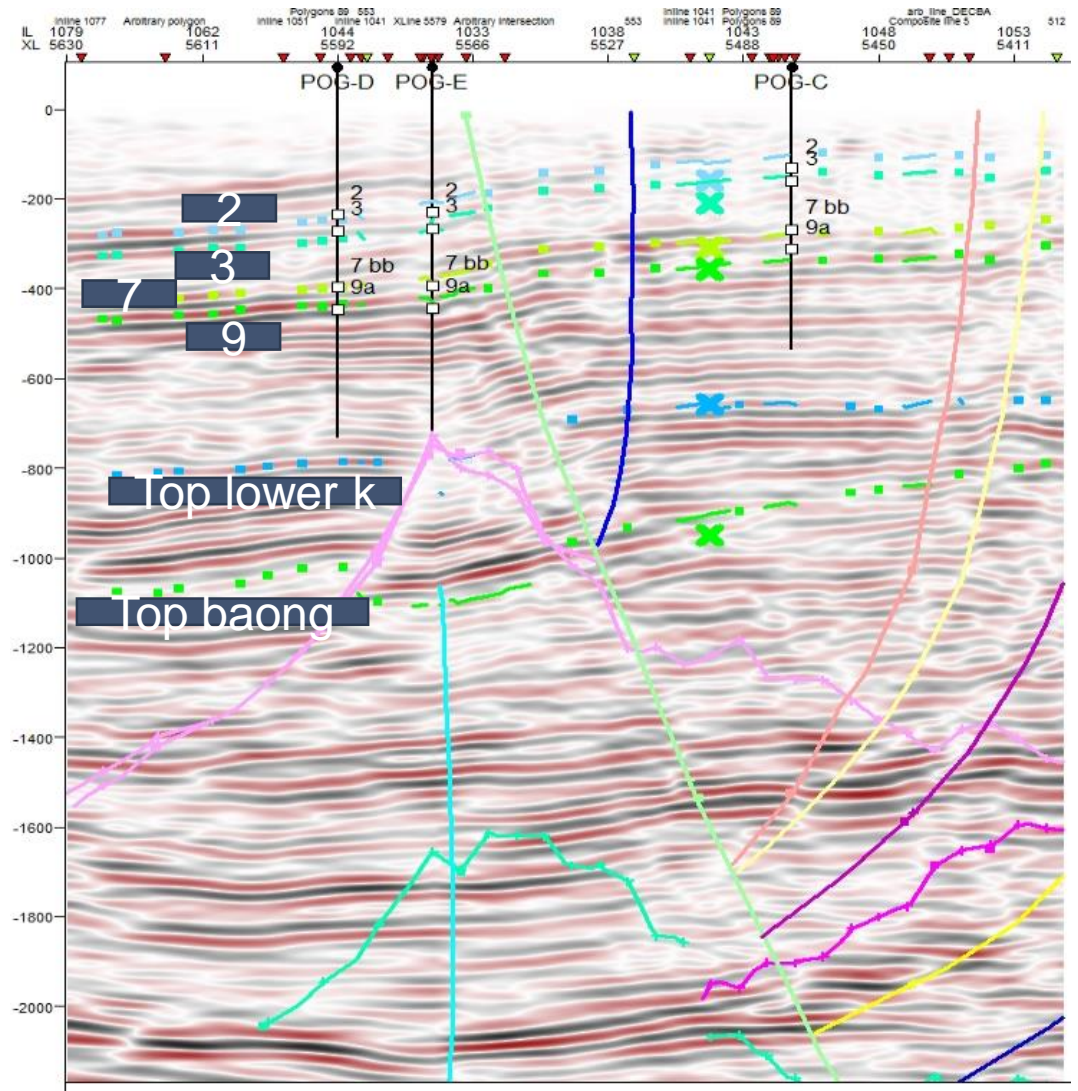 Polygons 89 553 Inline 1041 Polygons 89 arb_line_DECBA
Inline 1077 Arbitrary polygon Inline 1051 Inline 1041 XLine 5579 Arbitrary intersection 553 Inline 1041 Polygons 89 Composite line 5 512
IL 1079 1062 1044 1033 1038 1043 1048 1053
XL 5630 5611 5592 5566 5527 5488 5450 5411
POG-D POG-E POG-C
0
2
3
-200
2
2
2
3
3
7 bb
2
9a
3
7 bb
7 bb
7
9a
9a
-400
9
-600
-800
Top lower k
-1000
Top baong
-1200
-1400
-1600
-1800
-2000